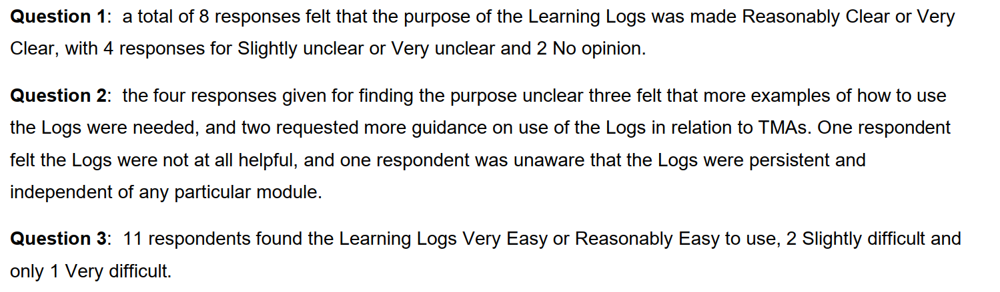 Question 1:  a total of 8 responses felt that the purpose of the Learning Logs was made Reasonably Clear or Very
Clear, with 4 responses for Slightly unclear or Very unclear and 2 No opinion.
Question 2:  the four responses given for finding the purpose unclear three felt that more examples of how to use
the Logs were needed, and two requested more guidance on use of the Logs in relation to TMAs. One respondent
felt the Logs were not at all helpful, and one respondent was unaware that the Logs were persistent and
independent of any particular module.
Question 3:  11 respondents found the Learning Logs Very Easy or Reasonably Easy to use, 2 Slightly difficult and
only 1 Very difficult.